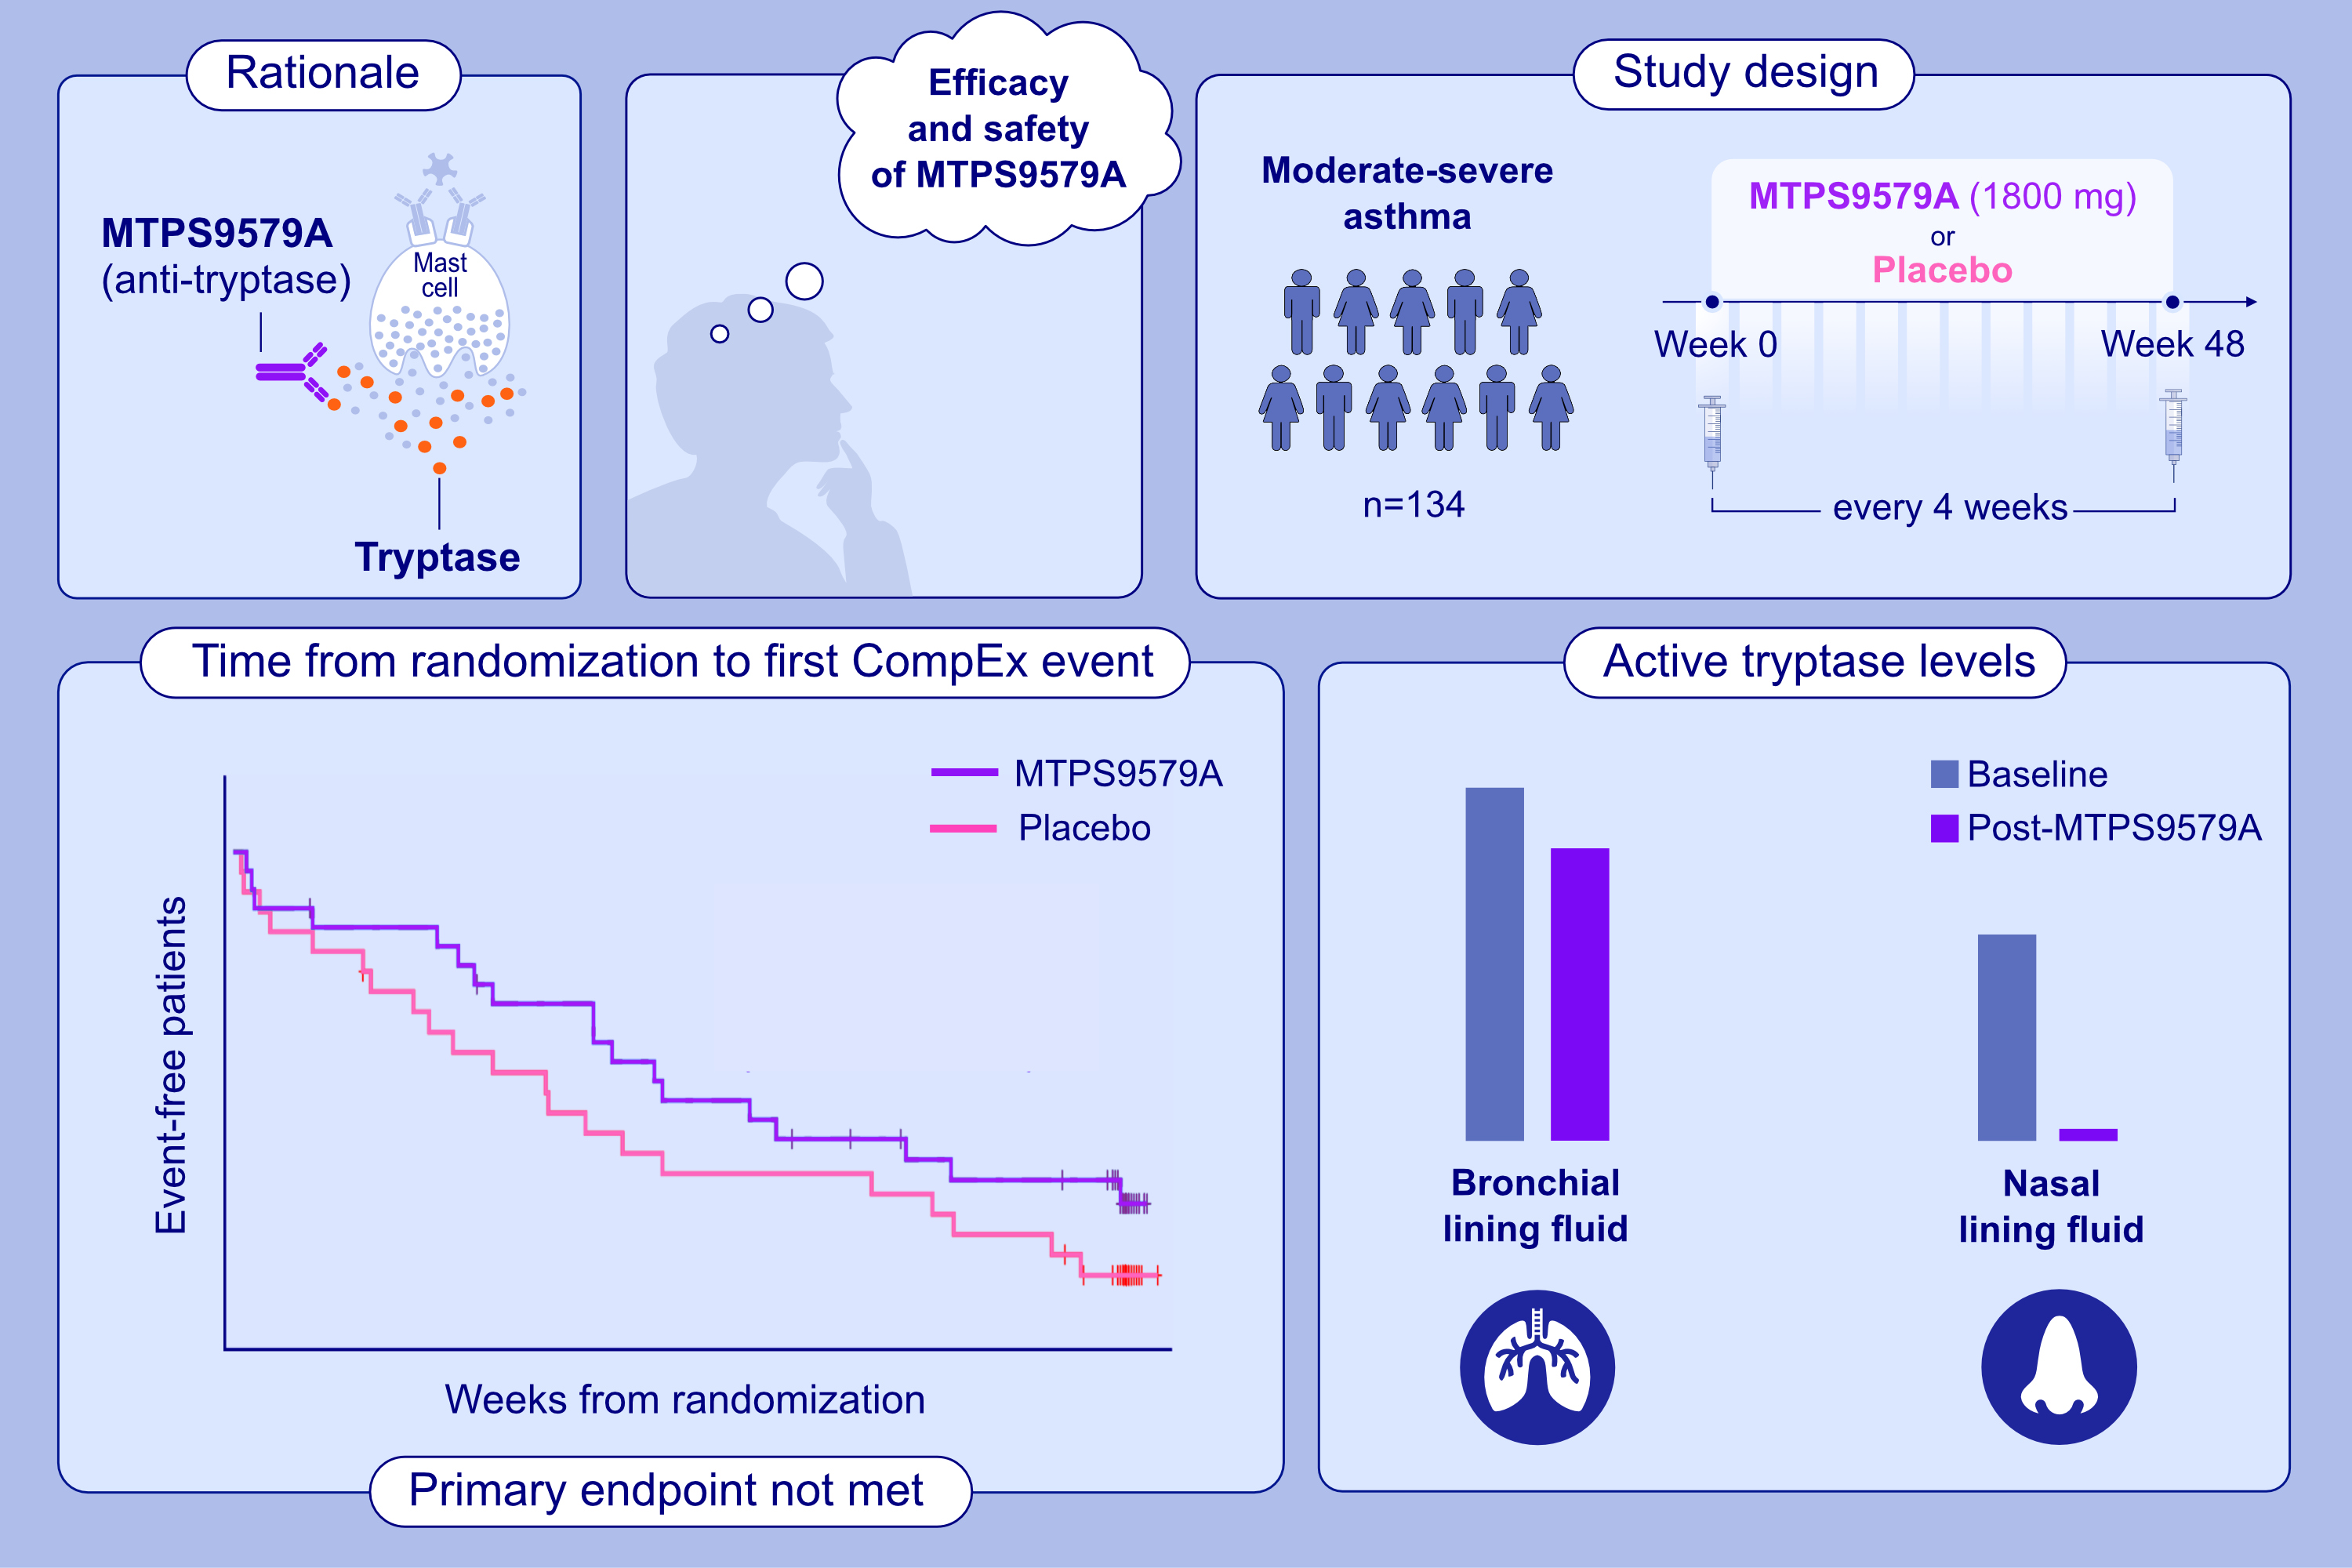 Rationale
MTPS9579A
(anti-tryptase)
Mast
cell
Tryptase
Efficacy
and safety
of MTPS9579A
Study design
Moderate-severe
asthma
n=134
MTPS9579A (1800 mg)
or
Placebo
Week 0
Week 48
every 4 weeks
Time from randomization to first CompEx event
MTPS9579A
Placebo
Event-free patients
Weeks from randomization
Primary endpoint not met
Active tryptase levels
Baseline
Post-MTPS9579A
Bronchial
lining fluid
Nasal
lining fluid